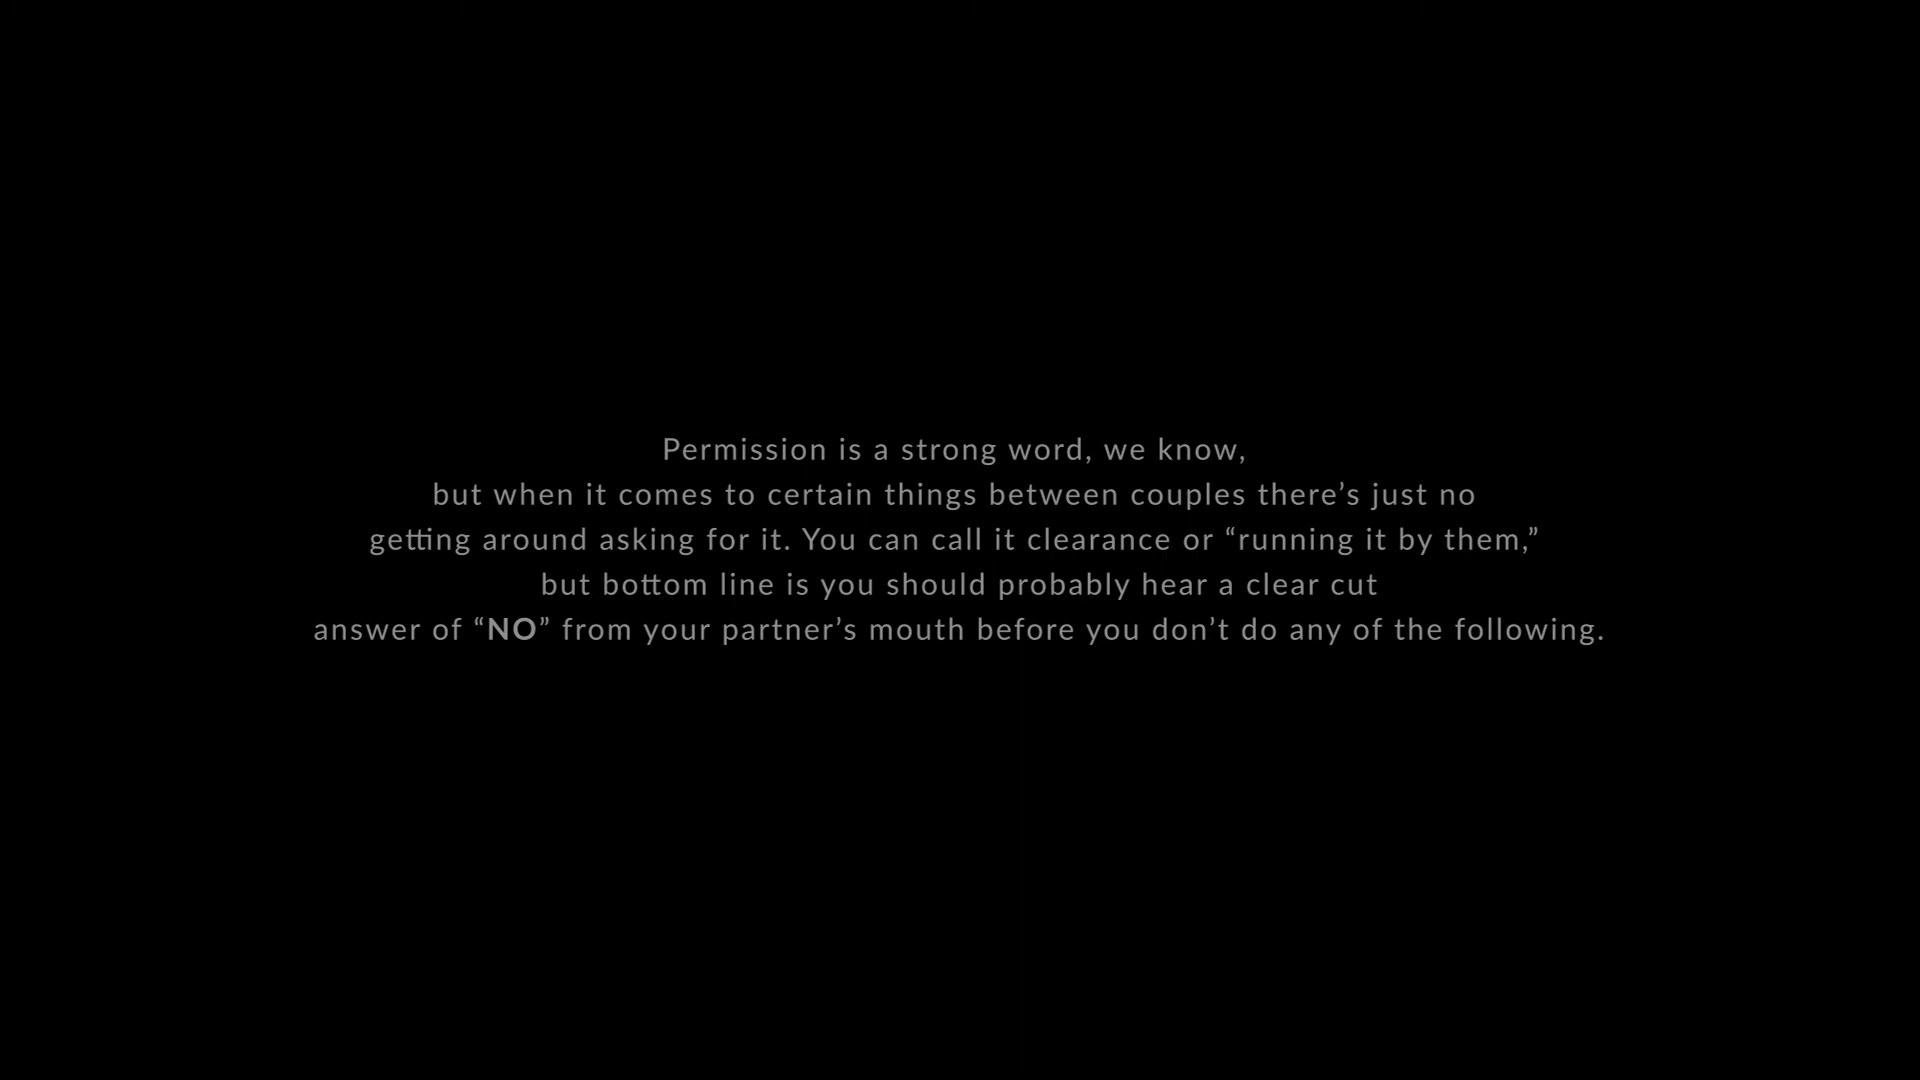 Permission is a strong word, we know,
but when it comes to certain things between couples there’s just no
getting around asking for it. You can call it clearance or “running it by them,”
but bottom line is you should probably hear a clear cut
answer of “NO” from your partner’s mouth before you don’t do any of the following.